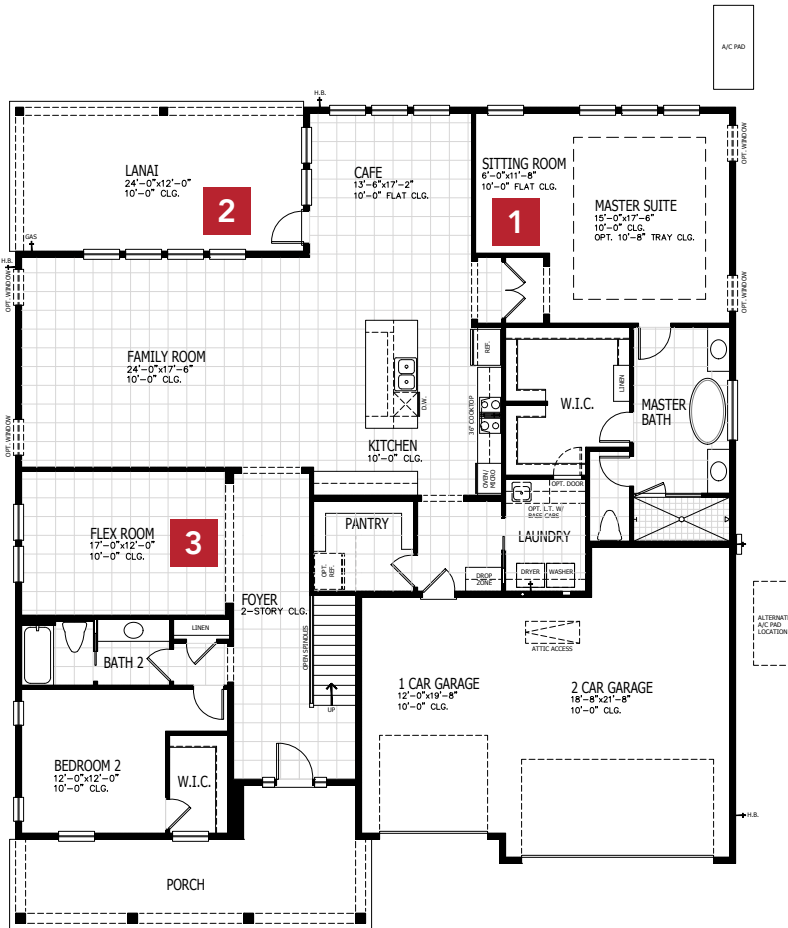 A/C PAD
H.B.
LANAI
24'-0"x12'-0"
10'-0" CLG.
2
CAFE
13'-6"x17'-2"
10'-0" FLAT CLG.
SITTING ROOM
6'-0"x11'-8"
10'-0" FLAT CLG.
1
MASTER SUITE
15'-0"x17'-6"
10'-0" CLG.
OPT. 10'-8" TRAY CLG.
OPT. WINDOW
OPT. WINDOW
GAS
H.B.
OPT. WINDOW
OPT. WINDOW
FAMILY ROOM
24'-0"x17'-6"
10'-0" CLG.
REF.
D.W.
36" COOKTOP
KITCHEN
10'-0" CLG.
OVEN/
MICRO
LINEN
W.I.C.
MASTER
BATH
OPT. DOOR
OPT. L.T. W/
BASE CABS
LAUNDRY
DRYER
WASHER
FLEX ROOM
17'-0"x12'-0"
10'-0" CLG.
3
PANTRY
OPT.
REF.
DROP
ZONE
FOYER
2-STORY CLG.
OPEN SPINDLES
UP
LINEN
BATH 2
ATTIC ACCESS
ALTERNAT
A/C PAD
LOCATION
1 CAR GARAGE
12'-0"x19'-8"
10'-0" CLG.
2 CAR GARAGE
18'-8"x21'-8"
10'-0" CLG.
BEDROOM 2
12'-0"x12'-0"
10'-0" CLG.
W.I.C.
H.B.
PORCH